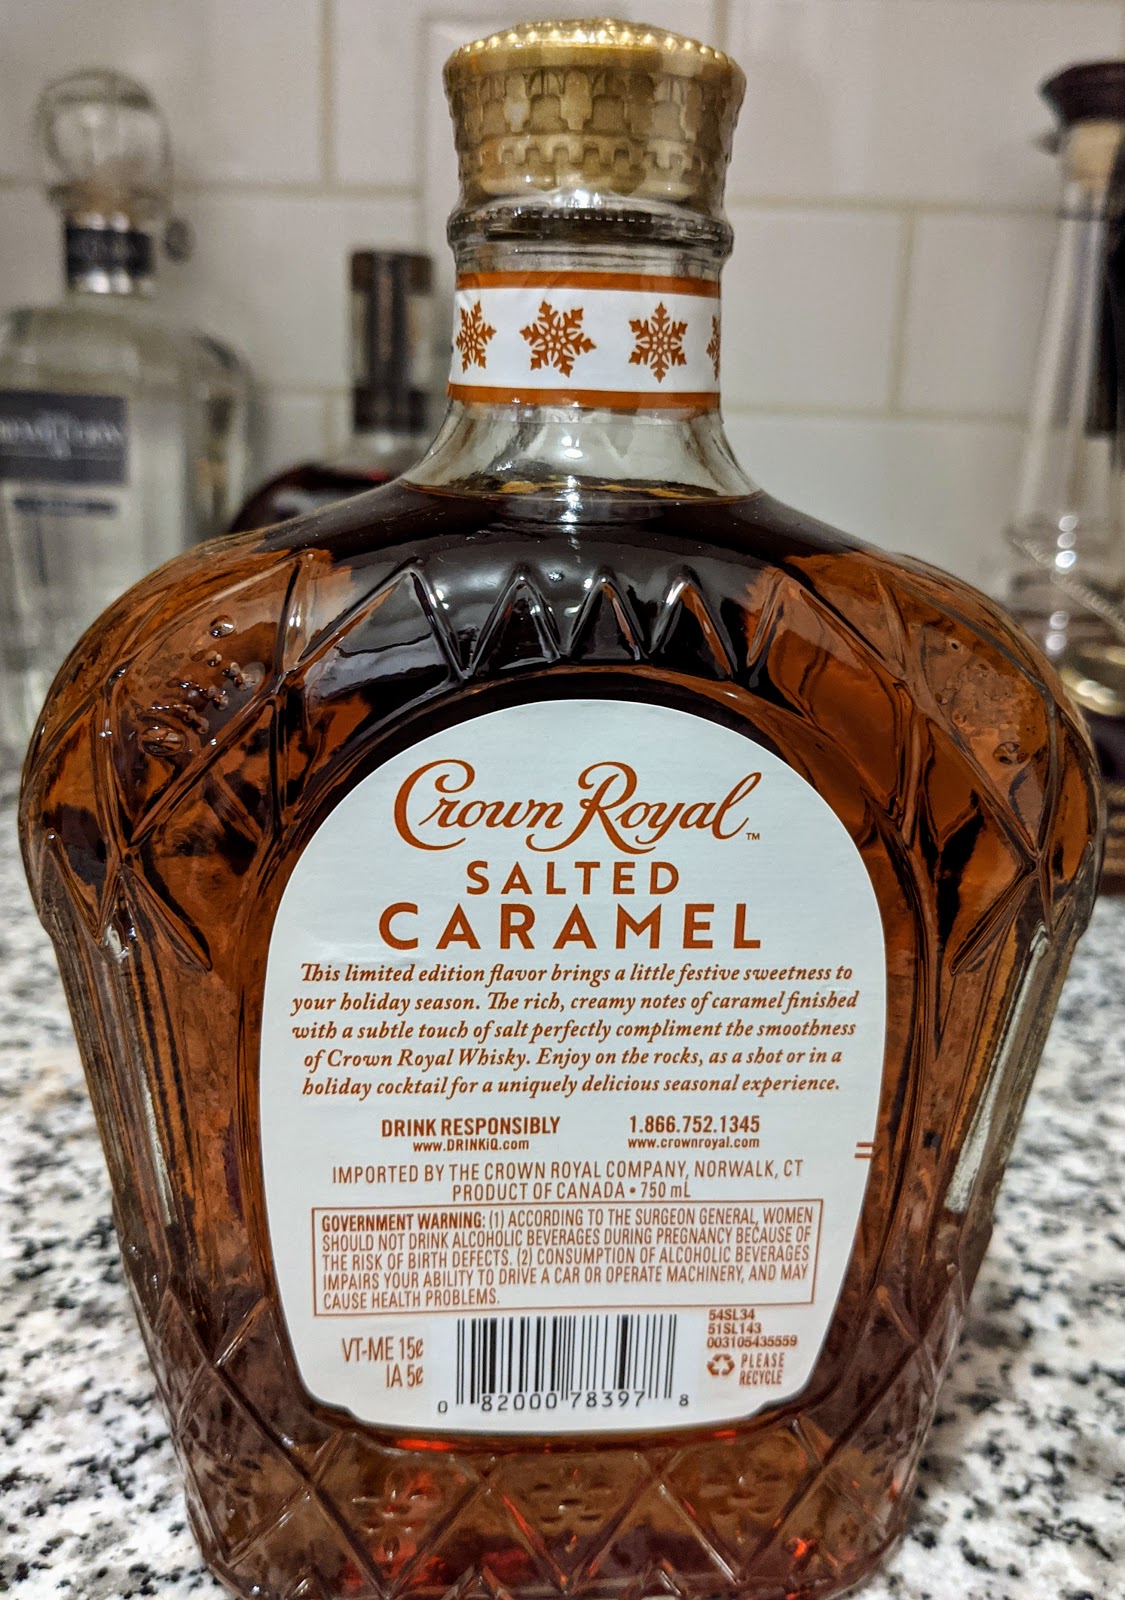 Crown Royal™
SALTED
CARAMEL
This limited edition flavor brings a little festive sweetness to
your holiday season. The rich, creamy notes of caramel finished
with a subtle touch of salt perfectly compliment the smoothness
of Crown Royal Whisky. Enjoy on the rocks, as a shot or in a
holiday cocktail for a uniquely delicious seasonal experience.
DRINK RESPONSIBLY 1.866.752.1345
www.DRINKiQ.com www.crownroyal.com
IMPORTED BY THE CROWN ROYAL COMPANY, NORWALK, CT
PRODUCT OF CANADA • 750 mL
GOVERNMENT WARNING: (1) ACCORDING TO THE SURGEON GENERAL, WOMEN
SHOULD NOT DRINK ALCOHOLIC BEVERAGES DURING PREGNANCY BECAUSE OF
THE RISK OF BIRTH DEFECTS. (2) CONSUMPTION OF ALCOHOLIC BEVERAGES
IMPAIRS YOUR ABILITY TO DRIVE A CAR OR OPERATE MACHINERY, AND MAY
CAUSE HEALTH PROBLEMS.
VT-ME 15¢
IA 5¢
0 82000 78397 8
54SL34
51SL143
003105435559
PLEASE
RECYCLE